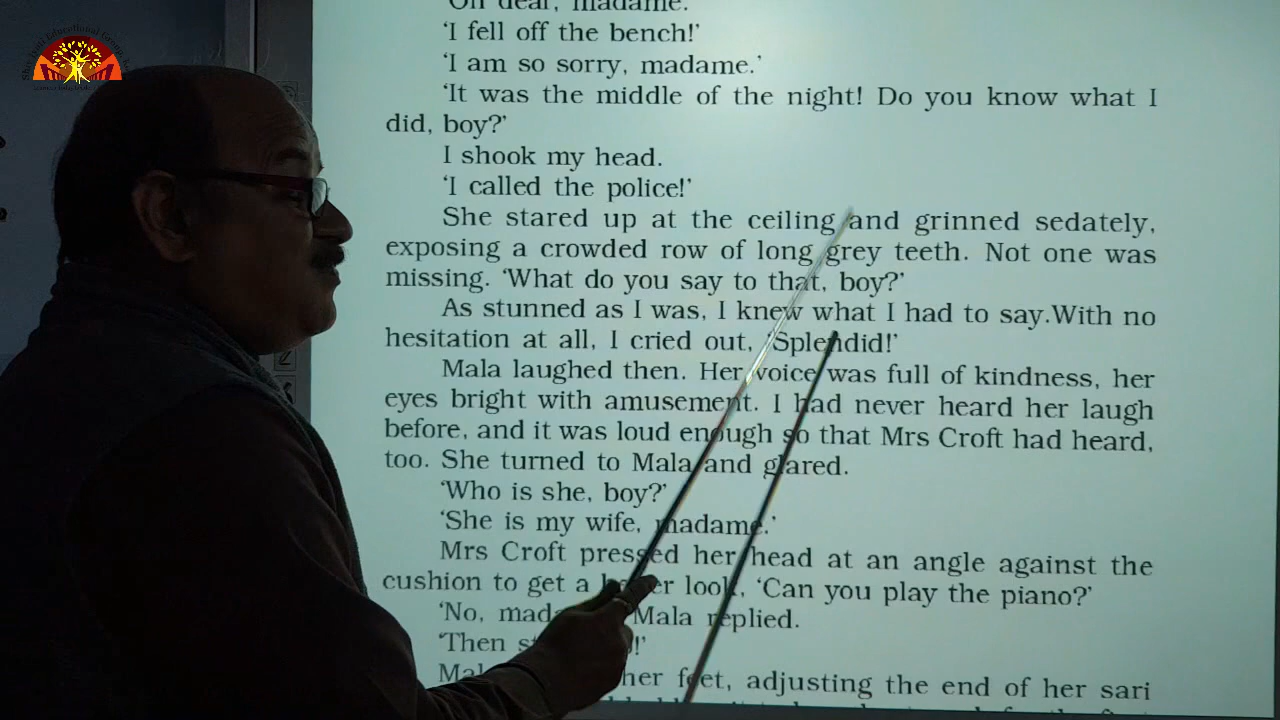 'Oh dear, madame.
'I fell off the bench!'
'I am so sorry, madame.'
'It was the middle of the night! Do you know what I
did, boy?'
I shook my head.
'I called the police!'
She stared up at the ceiling and grinned sedately,
exposing a crowded row of long grey teeth. Not one was
missing. 'What do you say to that, boy?'
As stunned as I was, I knew what I had to say.With no
hesitation at all, I cried out, 'Splendid!'
Mala laughed then. Her voice was full of kindness, her
eyes bright with amusement. I had never heard her laugh
before, and it was loud enough so that Mrs Croft had heard,
too. She turned to Mala and glared.
'Who is she, boy?'
'She is my wife, madame.'
Mrs Croft pressed her head at an angle against the
cushion to get a look, 'Can you play the piano?'
'No, Mala replied.
'Then
her feet, adjusting the end of her sari